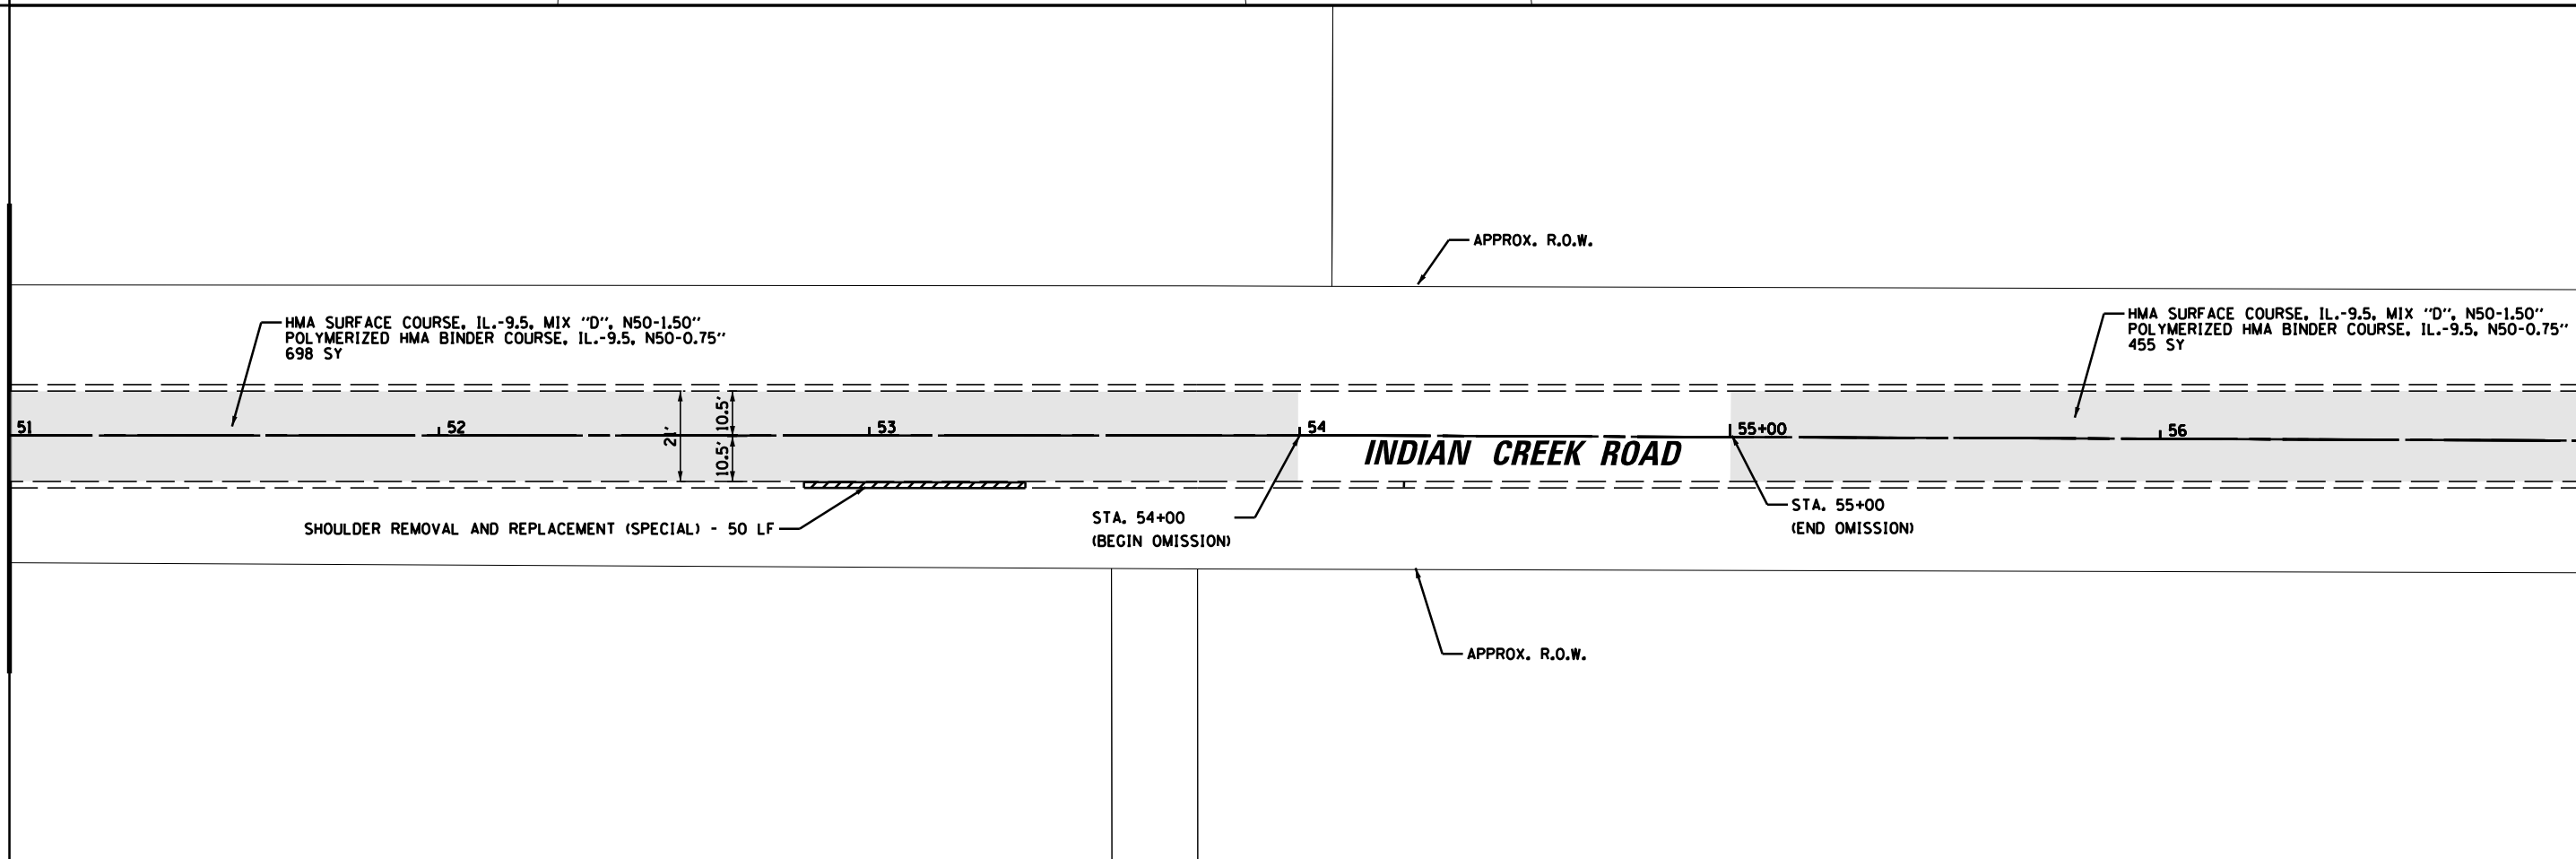 APPROX. R.O.W.
HMA SURFACE COURSE, IL.-9.5, MIX "D", N50-1.50"
POLYMERIZED HMA BINDER COURSE, IL.-9.5, N50-0.75"
698 SY
HMA SURFACE COURSE, IL.-9.5, MIX "D", N50-1.50"
POLYMERIZED HMA BINDER COURSE, IL.-9.5, N50-0.75"
455 SY
51
52
21'
10.5'
10.5'
53
54
55+00
56
INDIAN CREEK ROAD
SHOULDER REMOVAL AND REPLACEMENT (SPECIAL) - 50 LF
STA. 54+00
(BEGIN OMISSION)
STA. 55+00
(END OMISSION)
APPROX. R.O.W.